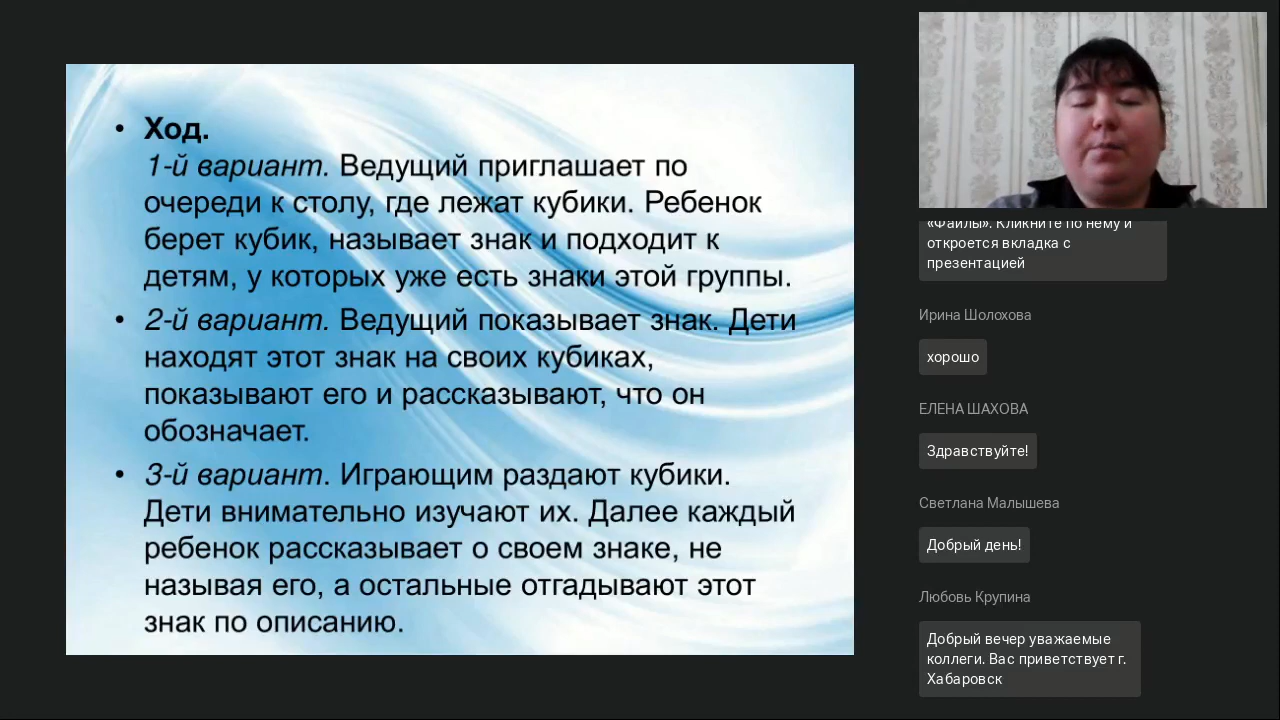 • Ход.
1-й вариант. Ведущий приглашает по
очереди к столу, где лежат кубики. Ребенок
берет кубик, называет знак и подходит к
детям, у которых уже есть знаки этой группы.
• 2-й вариант. Ведущий показывает знак. Дети
находят этот знак на своих кубиках,
показывают его и рассказывают, что он
обозначает.
• 3-й вариант. Играющим раздают кубики.
Дети внимательно изучают их. Далее каждый
ребенок рассказывает о своем знаке, не
называя его, а остальные отгадывают этот
знак по описанию.
«Файлы». Кликните по нему и
откроется вкладка с
презентацией
Ирина Шолохова
хорошо
ЕЛЕНА ШАХОВА
Здравствуйте!
Светлана Малышева
Добрый день!
Любовь Крупина
Добрый вечер уважаемые
коллеги. Вас приветствует г.
Хабаровск